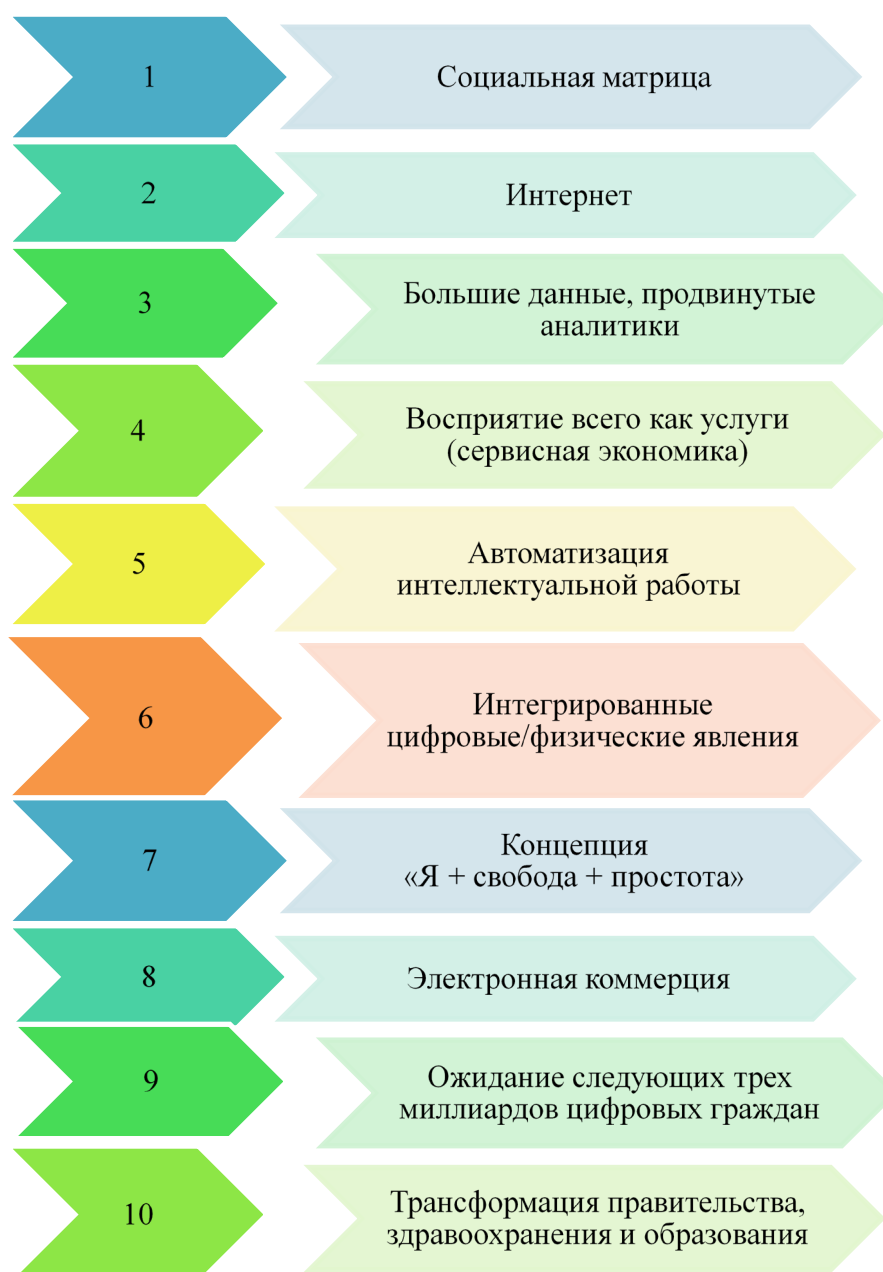 1
Социальная матрица
2
Интернет
3
Большие данные, продвинутые
аналитики
4
Восприятие всего как услуги
(сервисная экономика)
5
Автоматизация
интеллектуальной работы
6
Интегрированные
цифровые/физические явления
7
Концепция
«Я + свобода + простота»
8
Электронная коммерция
9
Ожидание следующих трех
миллиардов цифровых граждан
10
Трансформация правительства,
здравоохранения и образования